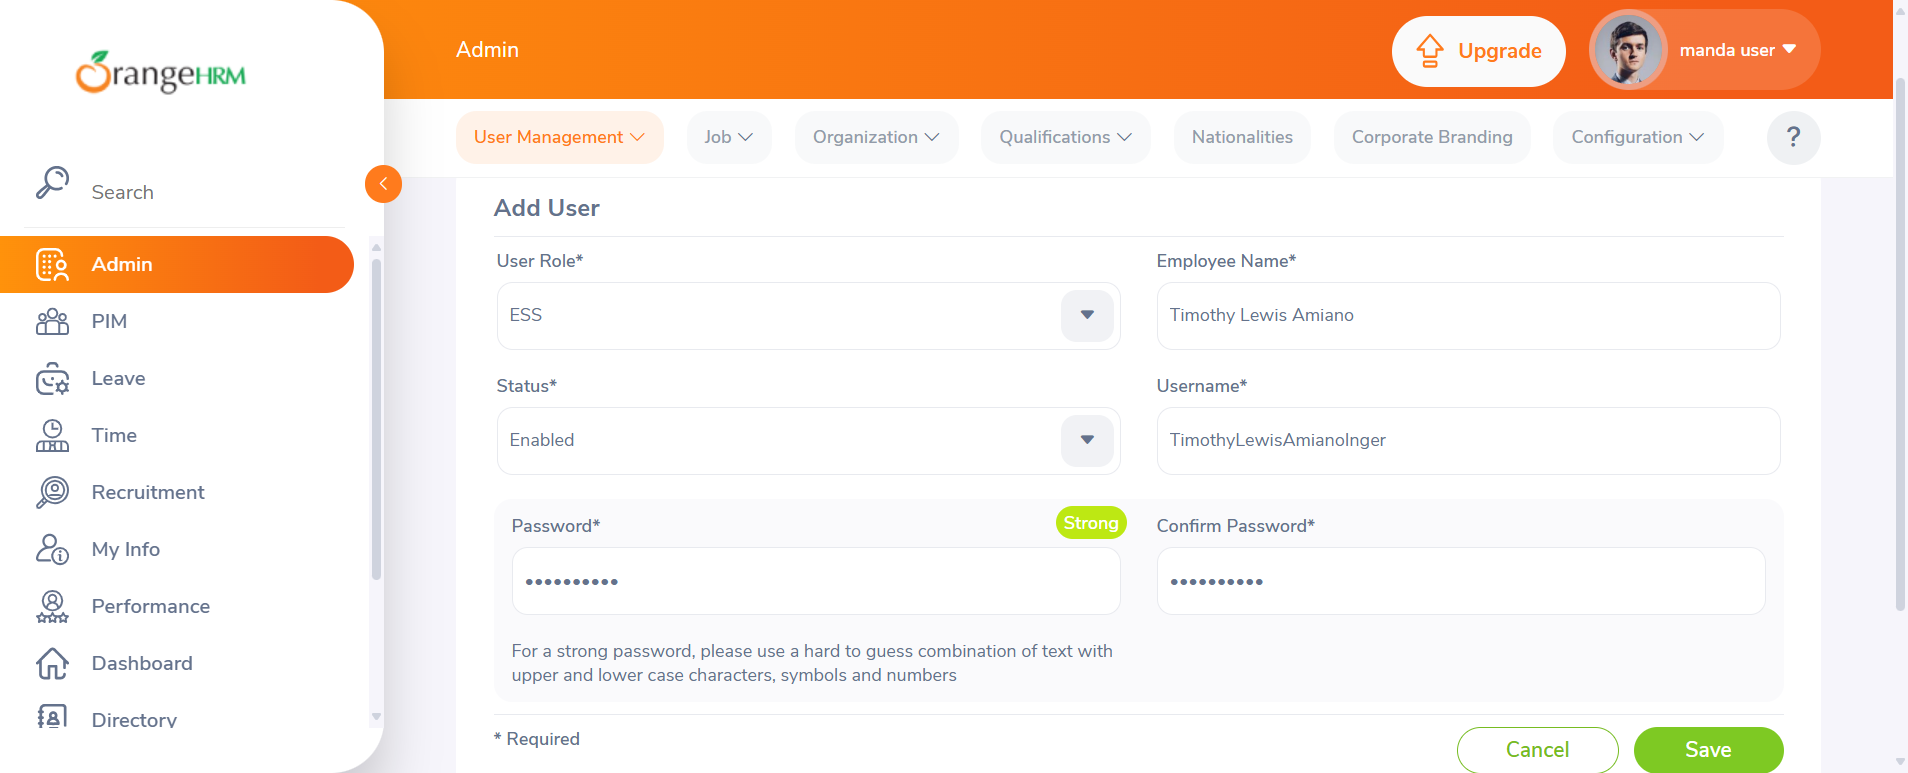 OrangeHRM
Search
Admin
PIM
Leave
Time
Recruitment
My Info
Performance
Dashboard
Directory
Admin
Upgrade
manda user
User Management
Job
Organization
Qualifications
Nationalities
Corporate Branding
Configuration
?
Add User
User Role*
Employee Name*
ESS
Timothy Lewis Amiano
Status*
Username*
Enabled
TimothyLewisAmianoInger
Password*
Strong
Confirm Password*
••••••••••
••••••••••
For a strong password, please use a hard to guess combination of text with
upper and lower case characters, symbols and numbers
* Required
Cancel
Save